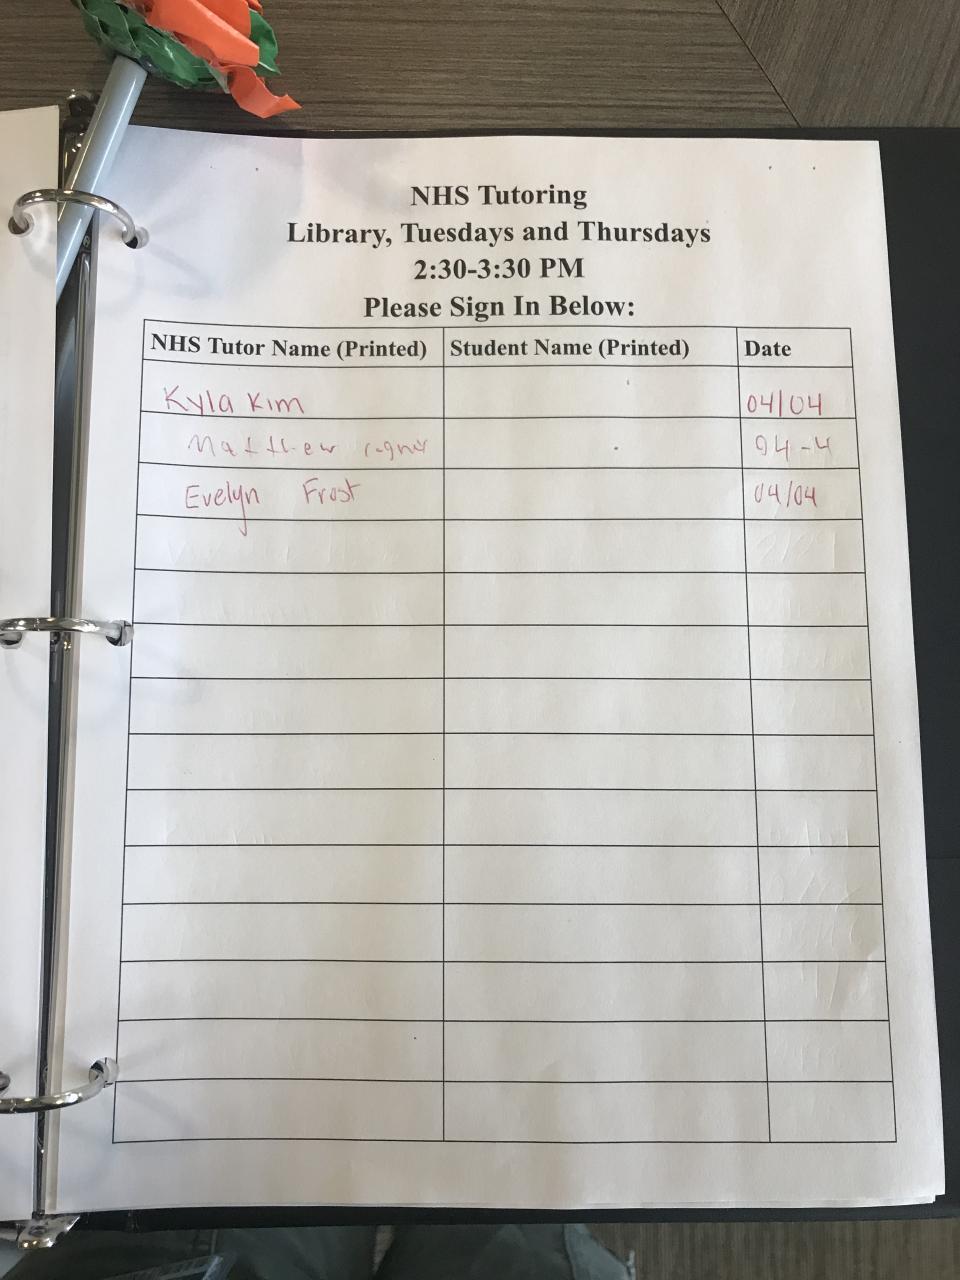 NHS Tutoring
Library, Tuesdays and Thursdays
2:30-3:30 PM
Please Sign In Below:
NHS Tutor Name (Printed) Student Name (Printed) Date
Kyla Kim 04/04
Matthew 04-4
Evelyn Frost 04/04